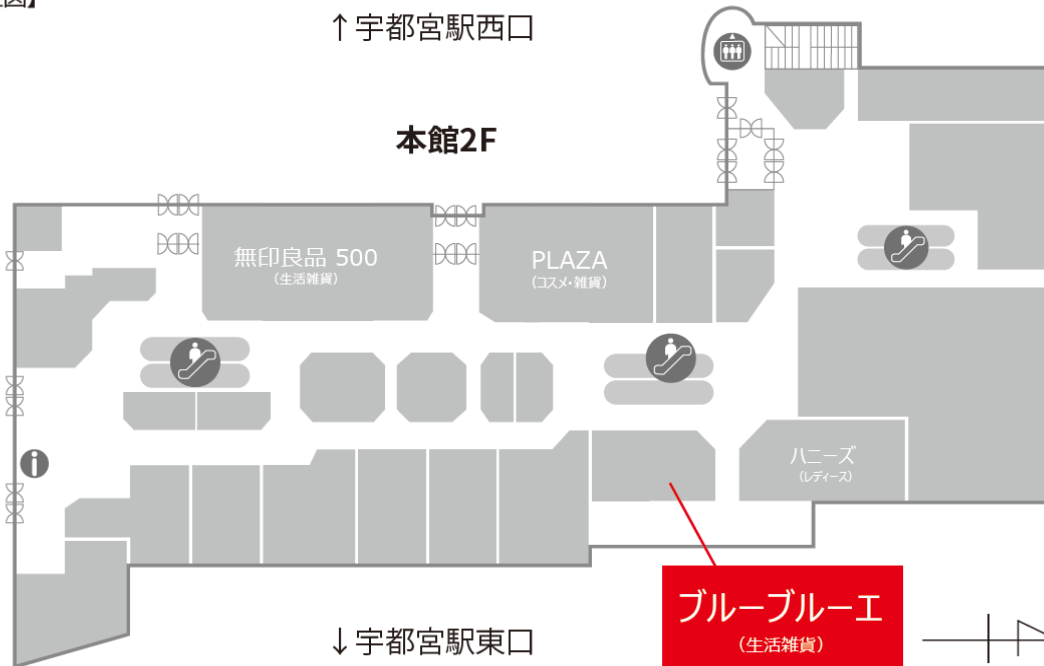 ↑宇都宮駅西口
本館2F
無印良品 500
(生活雑貨)
PLAZA
(コスメ・雑貨)
ハニーズ
(レディース)
ブルーブルーエ
(生活雑貨)
↓宇都宮駅東口